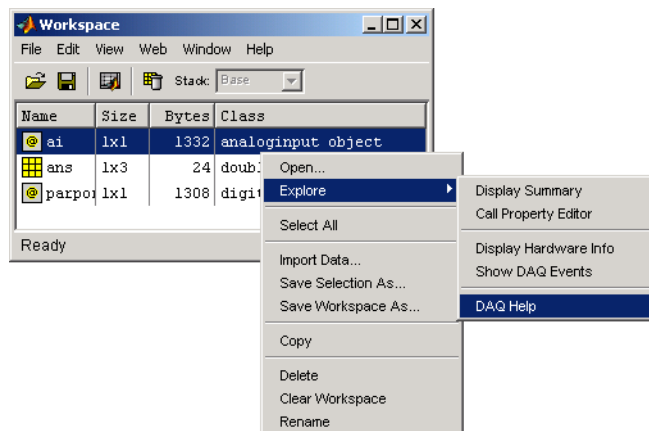 Workspace
File Edit View Web Window Help
Stack: Base
Name Size Bytes Class
@ ai 1x1 1332 analoginput object
ans 1x3 24 doubl
@ parpo 1x1 1308 digit
Ready
Open...
Explore
Select All
Import Data...
Save Selection As...
Save Workspace As...
Copy
Delete
Clear Workspace
Rename
Display Summary
Call Property Editor
Display Hardware Info
Show DAQ Events
DAQ Help